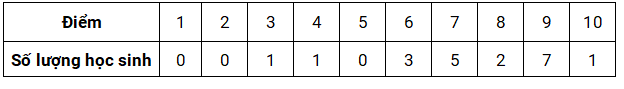 Điểm 1 2 3 4 5 6 7 8 9 10
Số lượng học sinh 0 0 1 1 0 3 5 2 7 1